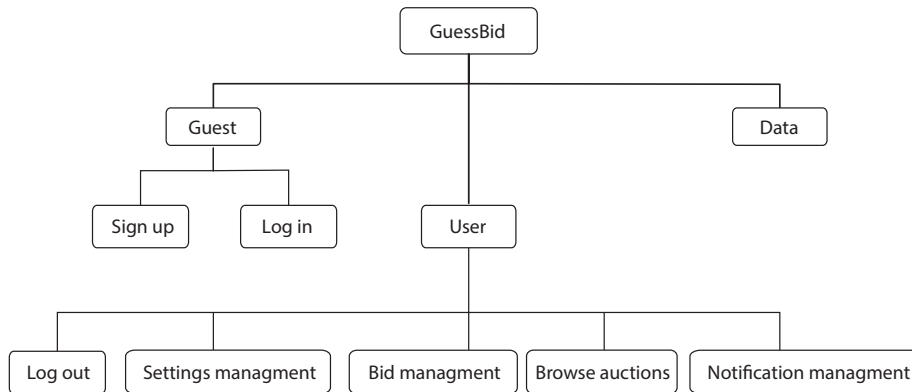 GuessBid
Guest
Data
Sign up
Log in
User
Log out
Settings managment
Bid managment
Browse auctions
Notification managment